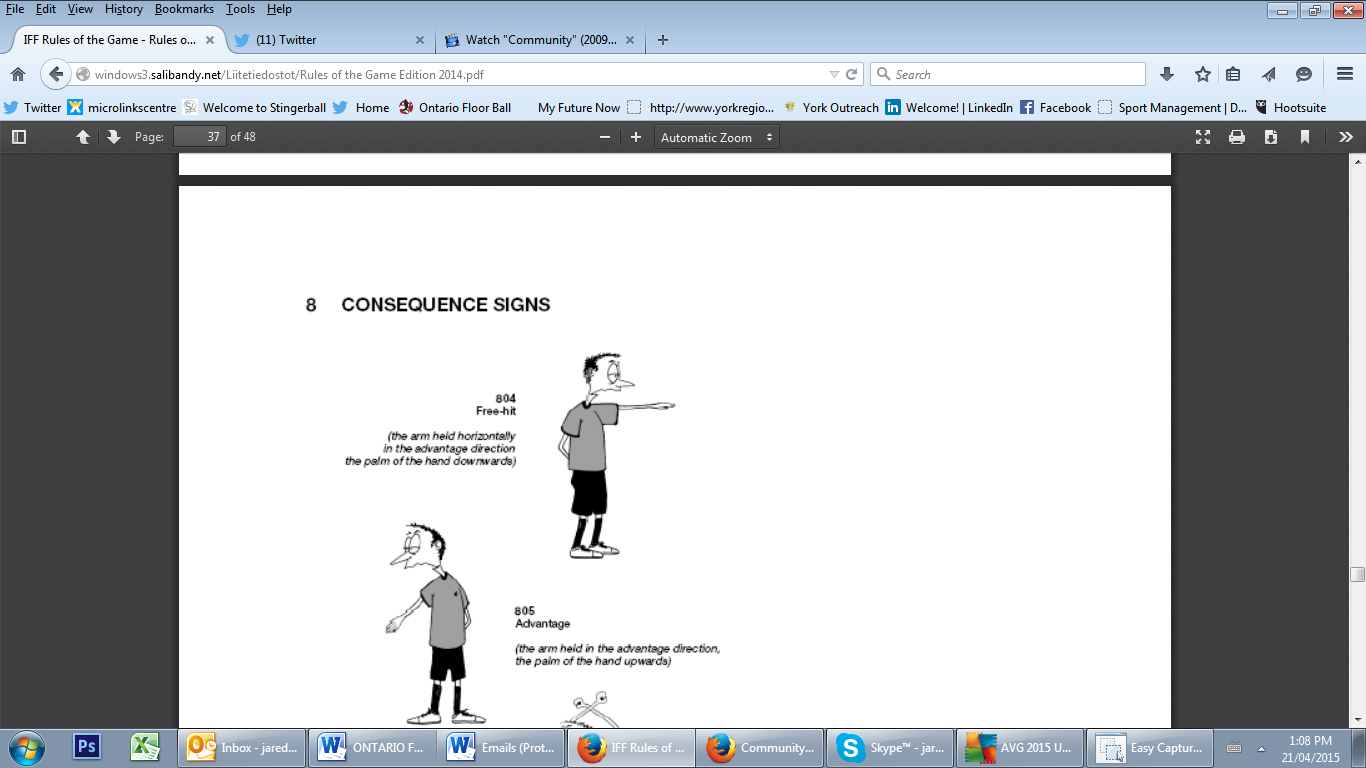 File Edit View History Bookmarks Tools Help
IFF Rules of the Game - Rules o...
(11) Twitter
Watch "Community" (2009...
windows3.salibandy.net/Liitetiedostot/Rules of the Game Edition 2014.pdf
Search
Twitter microlinkscentre Welcome to Stingerball Home Ontario Floor Ball My Future Now http://www.yorkregio... York Outreach Welcome! | LinkedIn Facebook Sport Management | D... Hootsuite
Page: 37 of 48
Automatic Zoom
8 CONSEQUENCE SIGNS
804
Free-hit
(the arm held horizontally
in the advantage direction
the palm of the hand downwards)
805
Advantage
(the arm held in the advantage direction,
the palm of the hand upwards)
Ps
Inbox - jared...
ONTARIO F...
Emails (Prot...
IFF Rules of ...
Community...
Skype™ - jar...
AVG 2015 U...
Easy Captur...
1:08 PM
21/04/2015